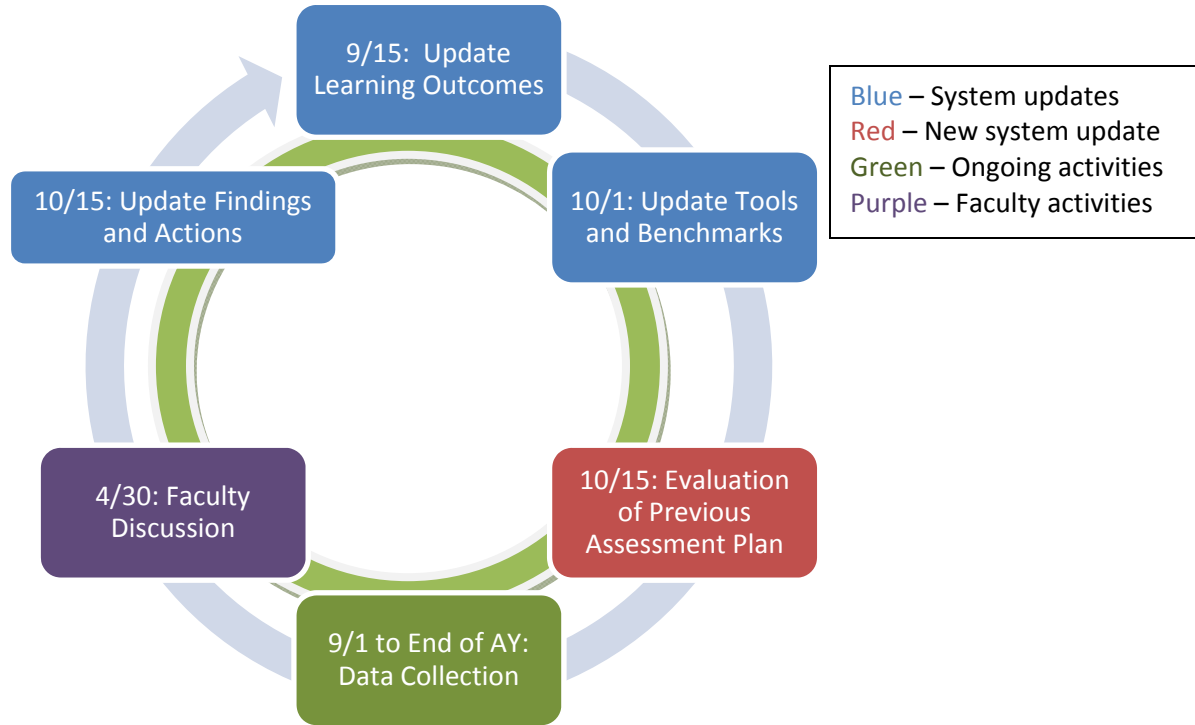 9/15: Update
Learning Outcomes
10/1: Update Tools
and Benchmarks
10/15: Evaluation
of Previous
Assessment Plan
9/1 to End of AY:
Data Collection
4/30: Faculty
Discussion
10/15: Update Findings
and Actions
Blue – System updates
Red – New system update
Green – Ongoing activities
Purple – Faculty activities